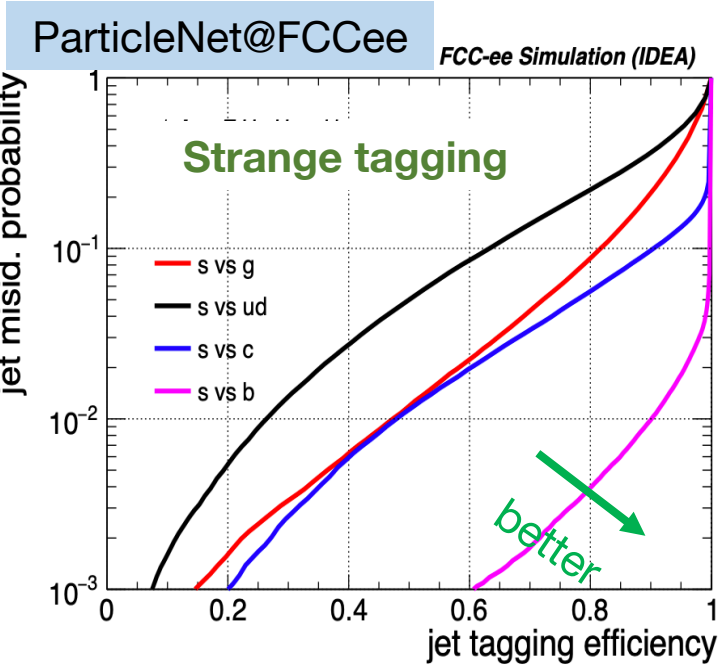 ParticleNet@FCCee
FCC-ee Simulation (IDEA)
jet misid. probability
1
10⁻¹
10⁻²
10⁻³
Strange tagging
s vs g
s vs ud
s vs c
s vs b
better
0 0.2 0.4 0.6 0.8 1
jet tagging efficiency